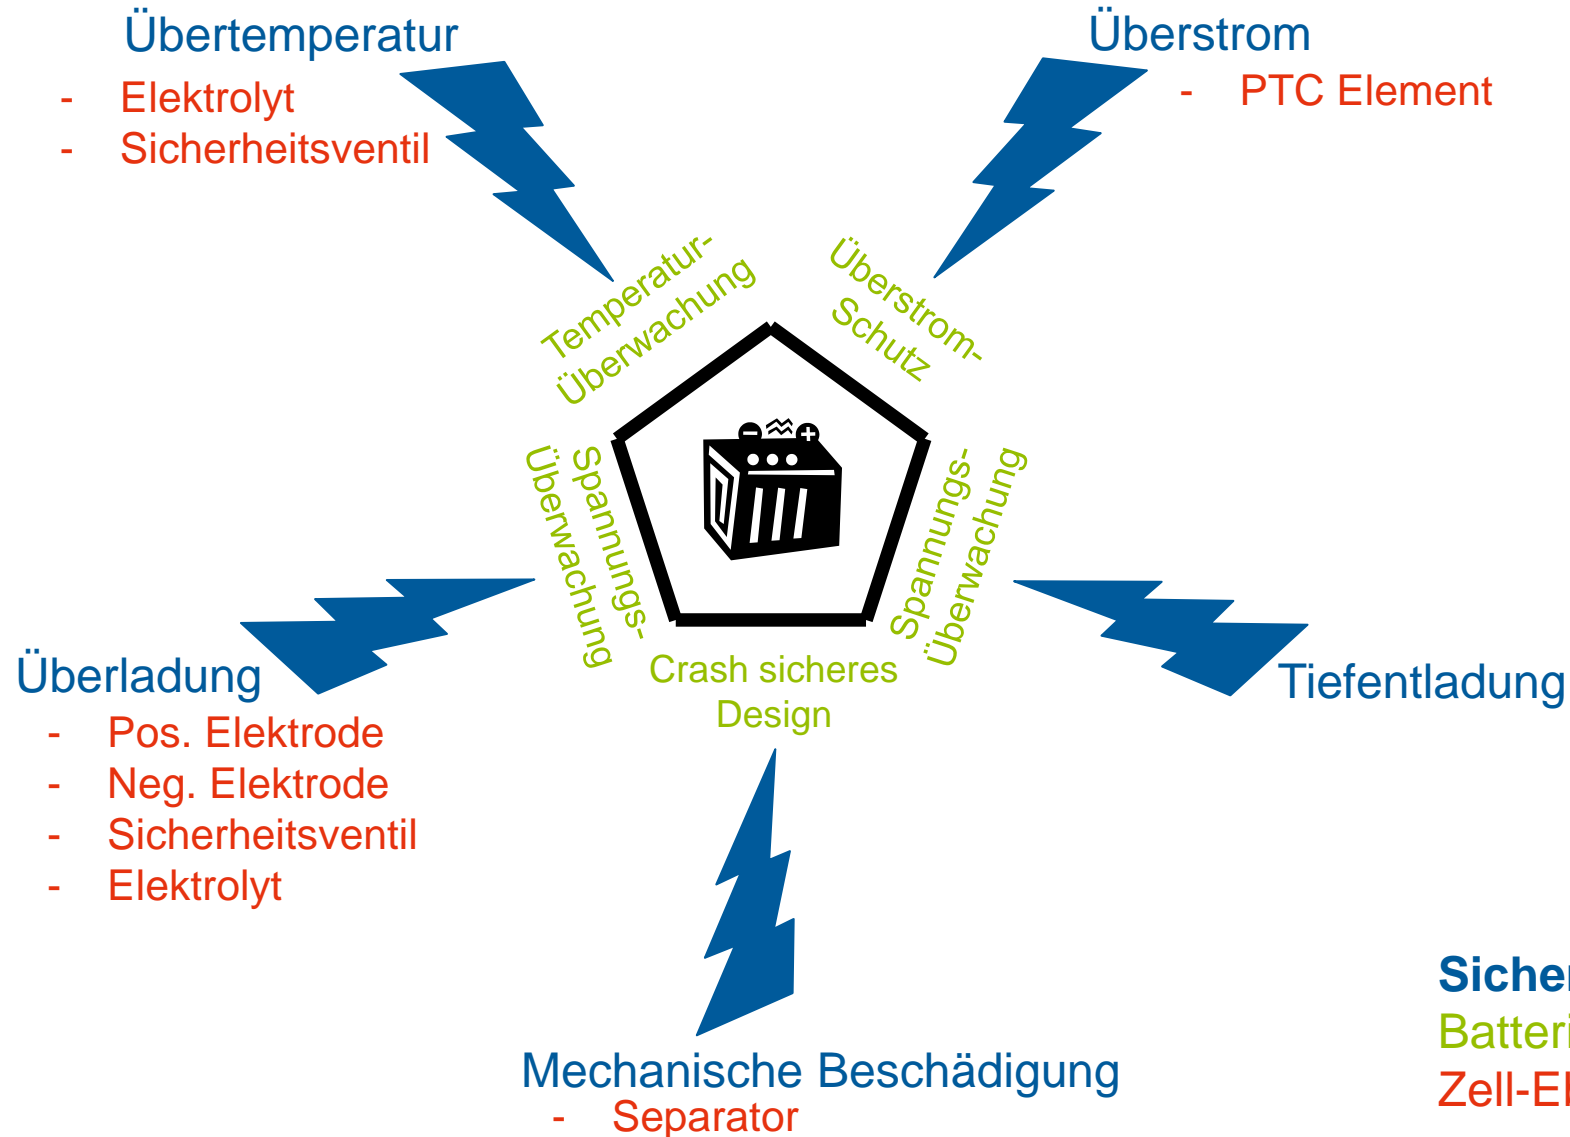 Übertemperatur
- Elektrolyt
- Sicherheitsventil
Überstrom
- PTC Element
Temperatur-
Überwachung
Überstrom-
Schutz
Spannungs-
Überwachung
Spannungs-
Überwachung
Crash sicheres
Design
Überladung
- Pos. Elektrode
- Neg. Elektrode
- Sicherheitsventil
- Elektrolyt
Tiefentladung
Mechanische Beschädigung
- Separator